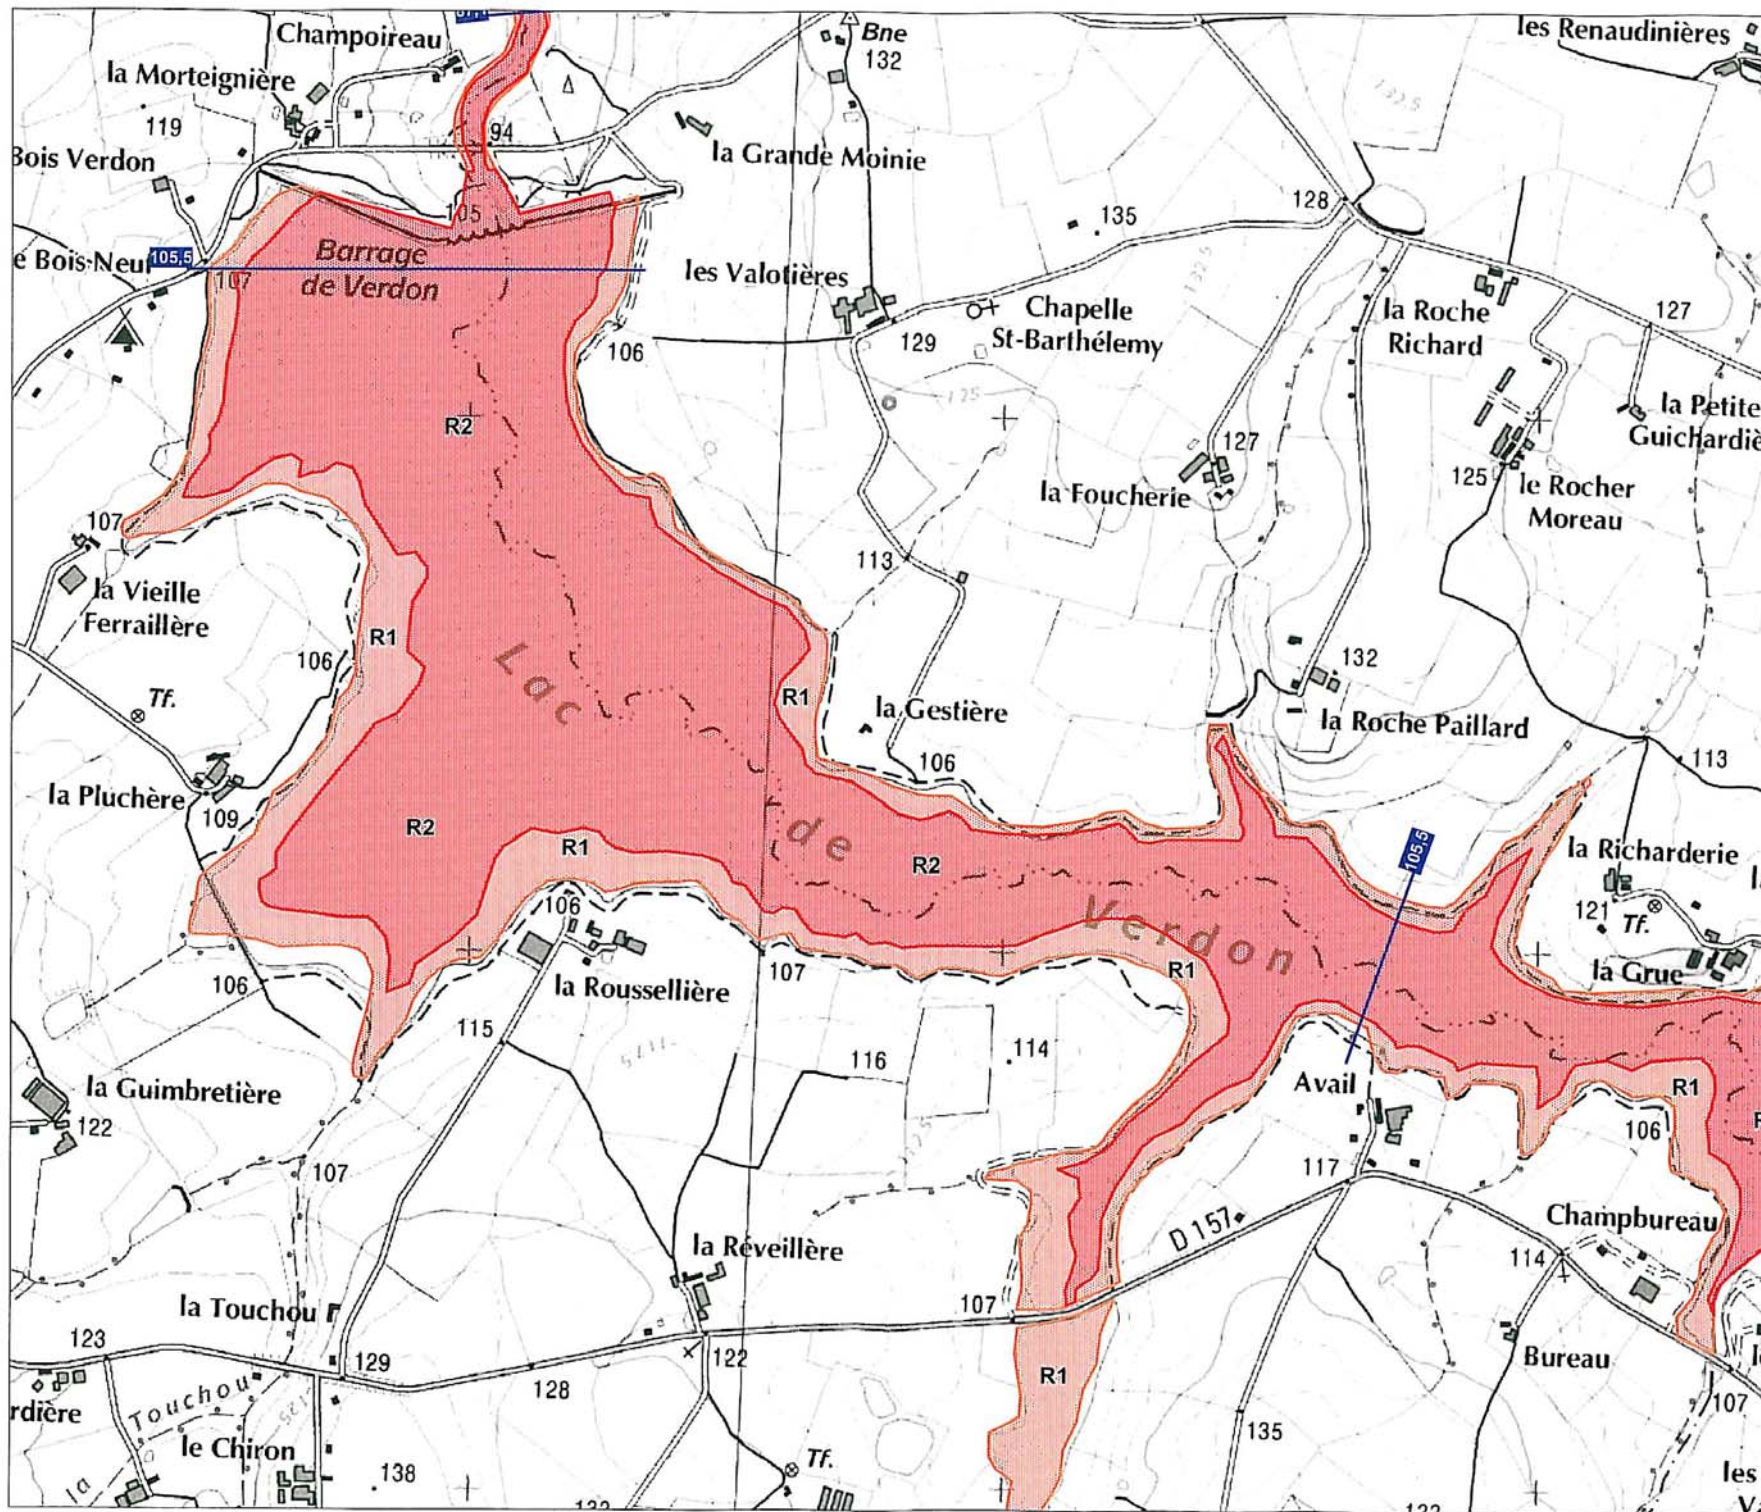 Champoireau
Bne
132
les Renaudinières
la Morteignière
119
94
la Grande Moinie
Bois Verdon
105
128
135
e Bois-Neuf
105,5
107
Barrage
de Verdon
les Valotières
Chapelle
St-Barthélemy
129
106
la Roche
Richard
127
la Petite
Guichardiè
R2
125
127
125
la Foucherie
le Rocher
Moreau
107
113
la Vieille
Ferraillère
R1
106
132
Tf.
Lac
R1
la Gestière
la Roche Paillard
106
113
la Pluchère
109
R2
R1
de
R2
105,5
la Richarderie
121
Tf.
106
Verdon
la Grue
R1
la Roussellière
107
106
115
116
114
la Guimbretière
122
Avail
R1
106
107
117
D 157
Champbureau
114
la Réveillère
la Touchou
107
123
129
122
128
R1
Bureau
107
rdière
la Touchou
le Chiron
135
138
Tf.
les